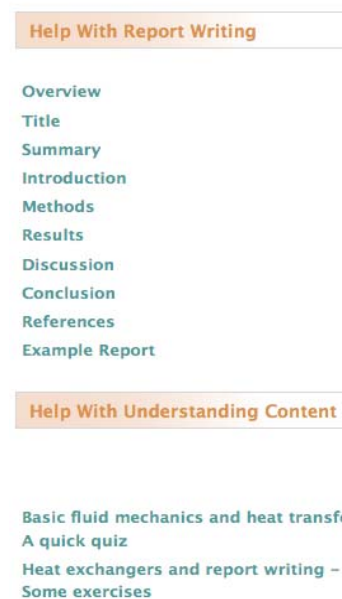 Help With Report Writing
Overview
Title
Summary
Introduction
Methods
Results
Discussion
Conclusion
References
Example Report
Help With Understanding Content
Basic fluid mechanics and heat transf
A quick quiz
Heat exchangers and report writing –
Some exercises